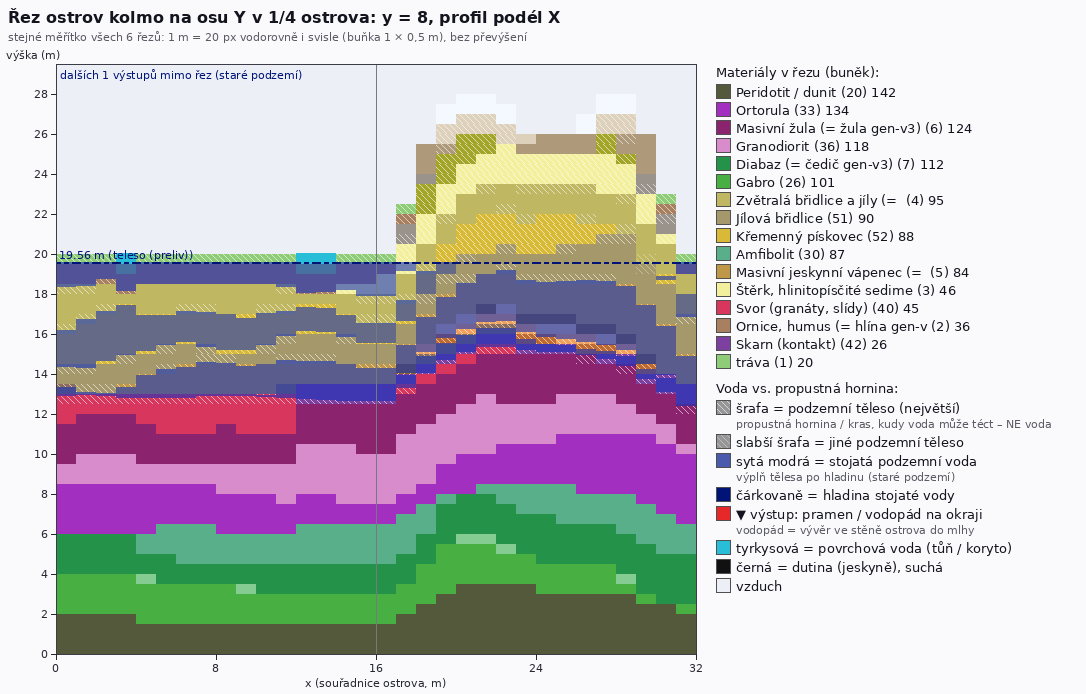 Řez ostrov kolmo na osu Y v 1/4 ostrova: y = 8, profil podél X
stejné měřítko všech 6 řezů: 1 m = 20 px vodorovně i svisle (buňka 1 × 0,5 m), bez převýšení
výška (m)
dalších 1 výstupů mimo řez (staré podzemí)
28
26
24
22
20
18
16
14
12
10
8
6
4
2
0
19.56 m (teleso (preliv))
0
8
16
24
32
x (souřadnice ostrova, m)
Materiály v řezu (buněk):
Peridotit / dunit (20) 142
Ortorula (33) 134
Masivní žula (= žula gen-v3) (6) 124
Granodiorit (36) 118
Diabaz (= čedič gen-v3) (7) 112
Gabro (26) 101
Zvětralá břidlice a jíly (=  (4) 95
Jílová břidlice (51) 90
Křemenný pískovec (52) 88
Amfibolit (30) 87
Masivní jeskynní vápenec (=  (5) 84
Štěrk, hlinitopísčité sedime (3) 46
Svor (granáty, slídy) (40) 45
Ornice, humus (= hlína gen-v (2) 36
Skarn (kontakt) (42) 26
tráva (1) 20
Voda vs. propustná hornina:
šrafa = podzemní těleso (největší)
propustná hornina / kras, kudy voda může téct – NE voda
slabší šrafa = jiné podzemní těleso
sytá modrá = stojatá podzemní voda
výplň tělesa po hladinu (staré podzemí)
čárkovaně = hladina stojaté vody
▼ výstup: pramen / vodopád na okraji
vodopád = vývěr ve stěně ostrova do mlhy
tyrkysová = povrchová voda (tůň / koryto)
černá = dutina (jeskyně), suchá
vzduch